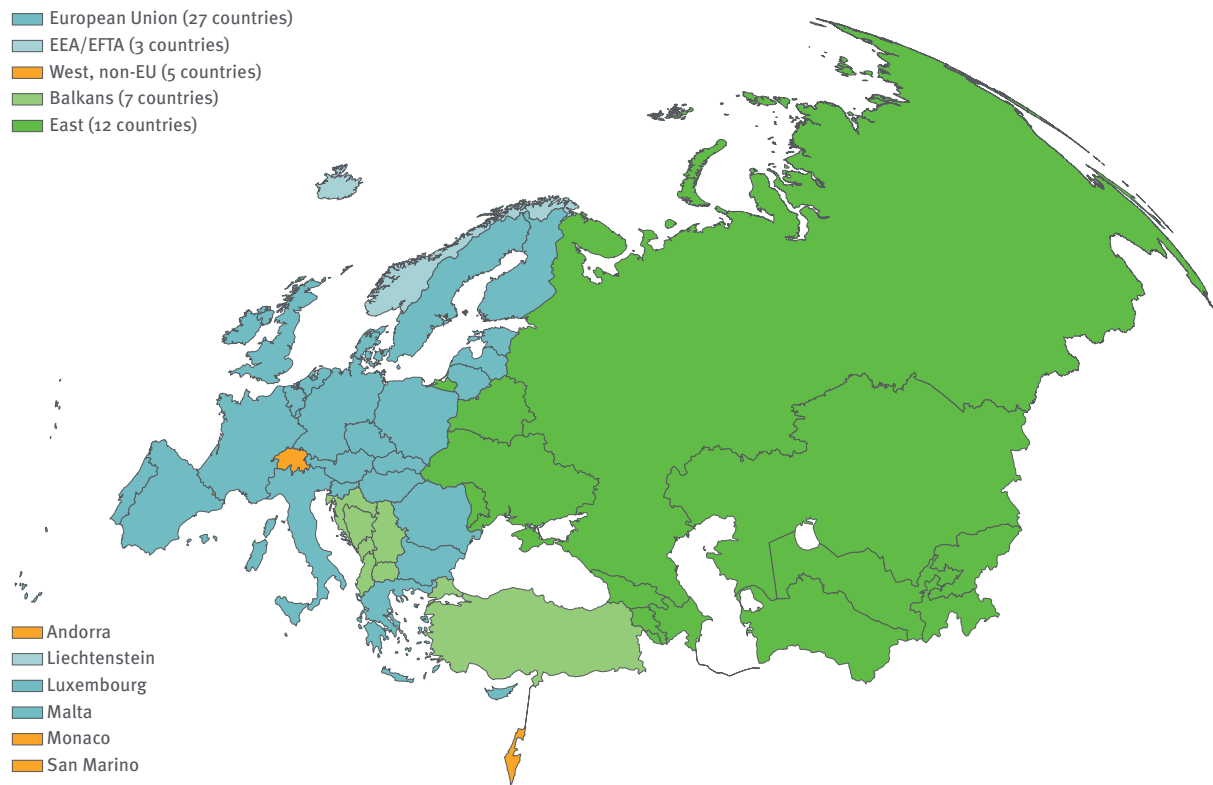 European Union (27 countries)
EEA/EFTA (3 countries)
West, non-EU (5 countries)
Balkans (7 countries)
East (12 countries)
Andorra
Liechtenstein
Luxembourg
Malta
Monaco
San Marino